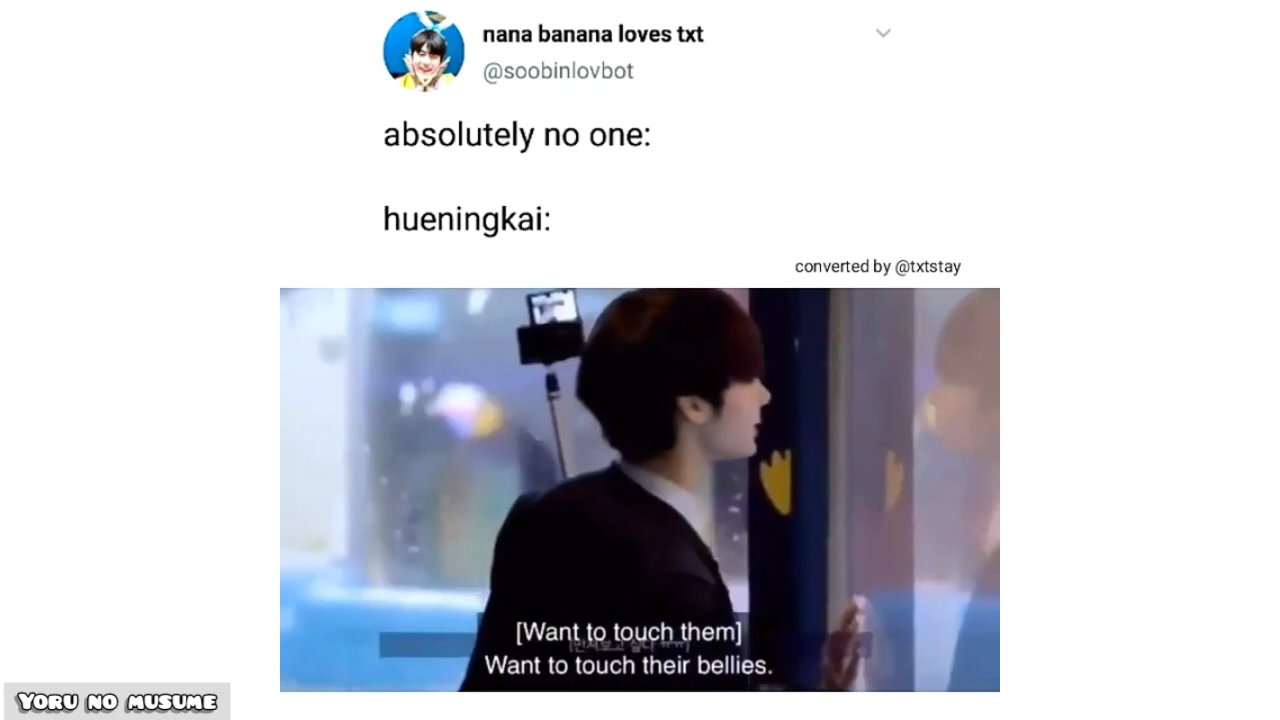 nana banana loves txt
@soobinlovbot
absolutely no one:
hueningkai:
converted by @txtstay
[Want to touch them]
Want to touch their bellies.
YORU NO MUSUME